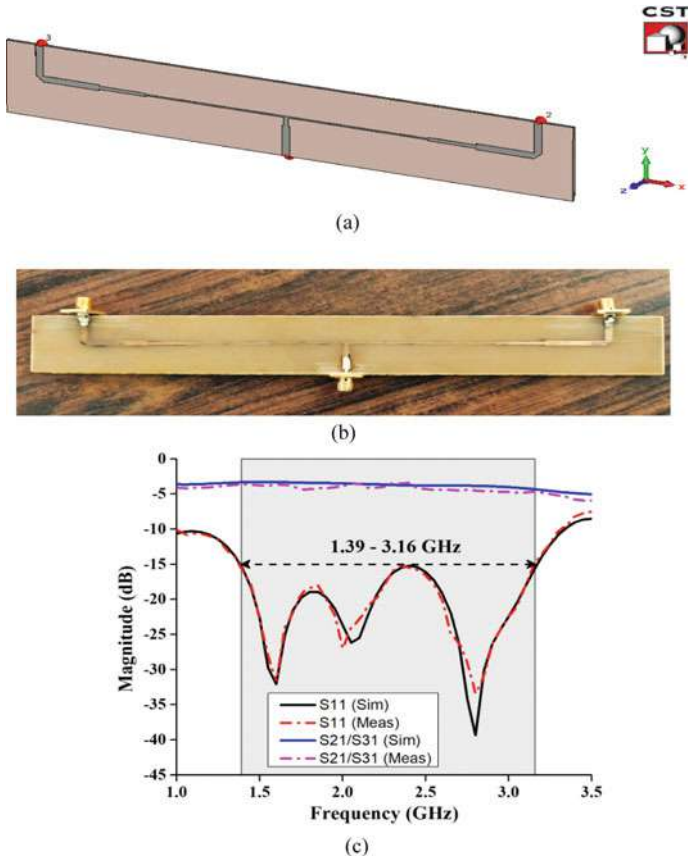 CST
3
2
y
z
x
(a)
(b)
0
-5
-10
-15
-20
-25
-30
-35
-40
-45
Magnitude (dB)
1.39 - 3.16 GHz
S11 (Sim)
S11 (Meas)
S21/S31 (Sim)
S21/S31 (Meas)
1.0
1.5
2.0
2.5
3.0
3.5
Frequency (GHz)
(c)